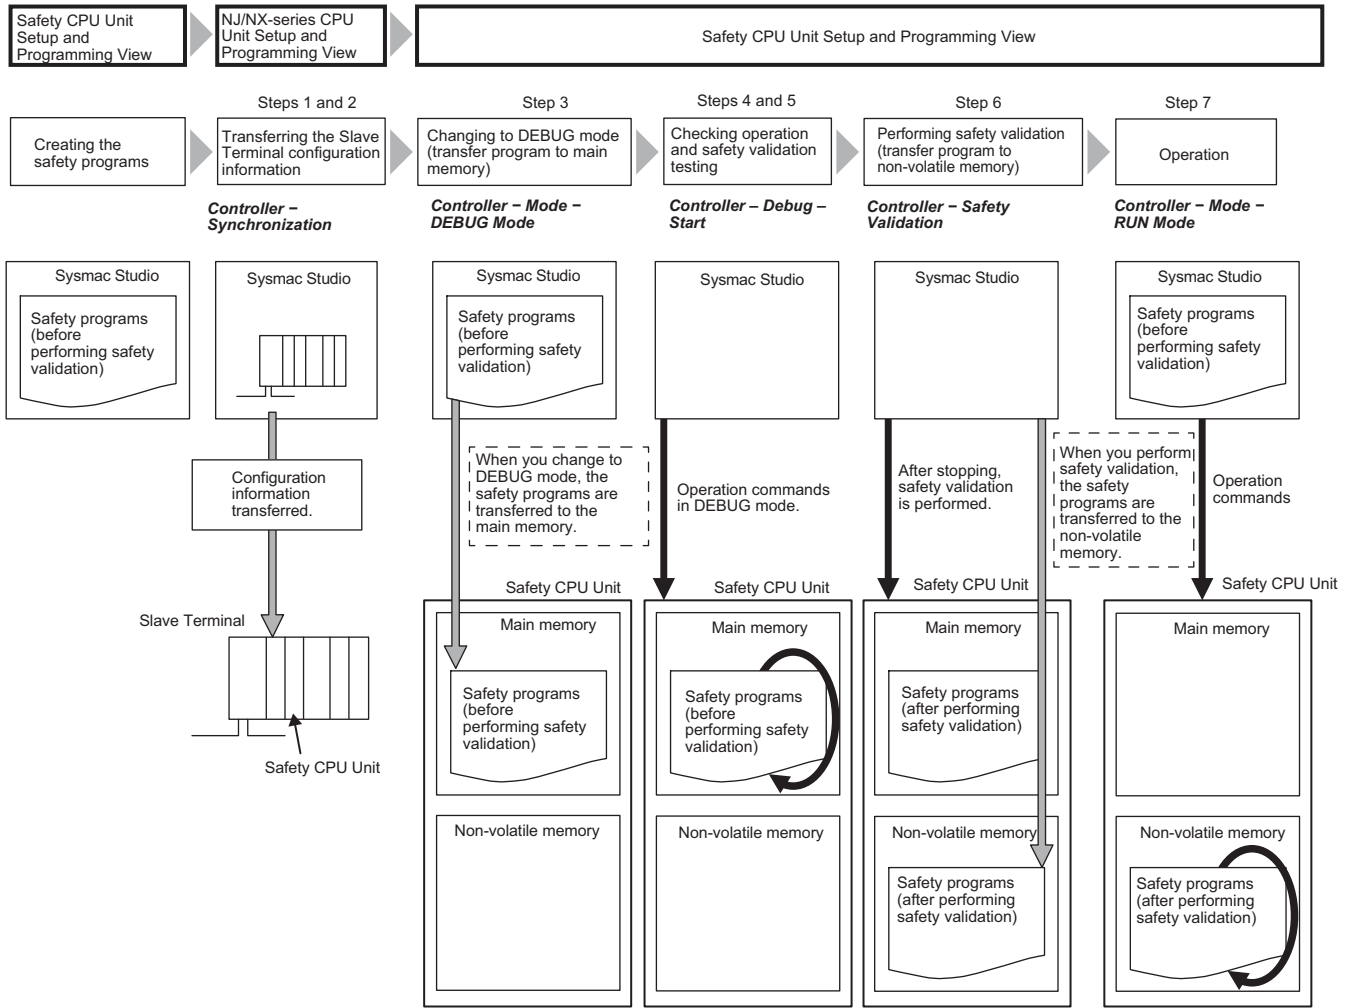 Safety CPU Unit
Setup and
Programming View
NJ/NX-series CPU
Unit Setup and
Programming View
Safety CPU Unit Setup and Programming View
Steps 1 and 2
Step 3
Steps 4 and 5
Step 6
Step 7
Creating the
safety programs
Transferring the Slave
Terminal configuration
information
Changing to DEBUG mode
(transfer program to main
memory)
Checking operation
and safety validation
testing
Performing safety validation
(transfer program to
non-volatile memory)
Operation
Controller −
Synchronization
Controller − Mode −
DEBUG Mode
Controller – Debug –
Start
Controller − Safety
Validation
Controller − Mode −
RUN Mode
Sysmac Studio
Safety programs
(before
performing safety
validation)
Sysmac Studio
Sysmac Studio
Safety programs
(before
performing safety
validation)
Sysmac Studio
Sysmac Studio
Sysmac Studio
Safety programs
(before
performing safety
validation)
Configuration
information
transferred.
When you change to
DEBUG mode, the
safety programs are
transferred to the
main memory.
Operation commands
in DEBUG mode.
After stopping,
safety validation
is performed.
When you perform
safety validation,
the safety
programs are
transferred to the
non-volatile
memory.
Operation
commands
Slave Terminal
Safety CPU Unit
Safety CPU Unit
Main memory
Safety programs
(before
performing safety
validation)
Non-volatile memory
Safety CPU Unit
Main memory
Safety programs
(before
performing safety
validation)
Non-volatile memory
Safety CPU Unit
Main memory
Safety programs
(after performing
safety validation)
Non-volatile memory
Safety programs
(after performing
safety validation)
Safety CPU Unit
Main memory
Non-volatile memory
Safety programs
(after performing
safety validation)